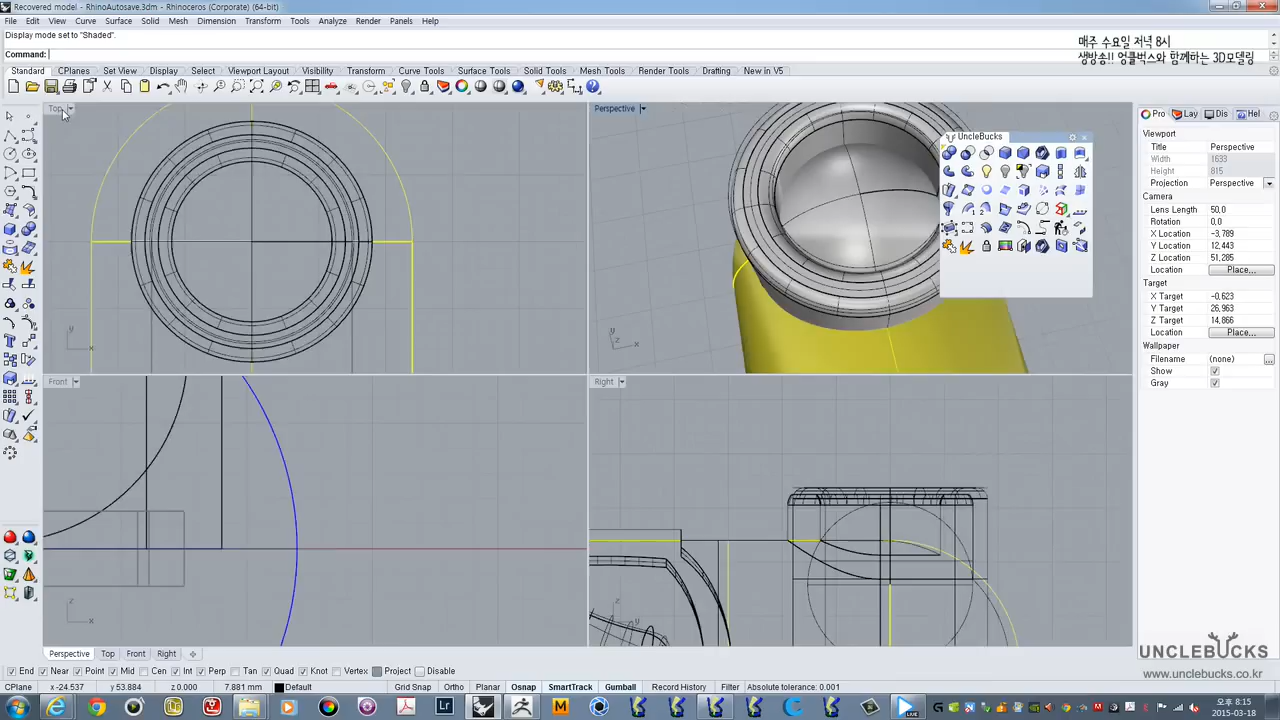 Recovered model - RhinoAutosave.3dm - Rhinoceros (Corporate) (64-bit)
File Edit View Curve Surface Solid Mesh Dimension Transform Tools Analyze Render Panels Help
Display mode set to "Shaded".
Command:
매주 수요일 저녁 8시
생방송!! 엉클벅스와 함께하는 3D모델링
Standard CPlanes Set View Display Select Viewport Layout Visibility Transform Curve Tools Surface Tools Solid Tools Mesh Tools Render Tools Drafting New in V5
Top
Perspective
UncleBucks
Front
Right
Pro Lay Dis Hel
Viewport
Title Perspective
Width 1633
Height 815
Projection Perspective
Camera
Lens Length 50,0
Rotation 0,0
X Location -3,789
Y Location 12,443
Z Location 51,285
Location Place...
Target
X Target -0,623
Y Target 26,963
Z Target 14,866
Location Place...
Wallpaper
Filename (none)
Show
Gray
Perspective Top Front Right
End Near Point Mid Cen Int Perp Tan Quad Knot Vertex Project Disable
CPlane x -24.537 y 53.884 z 0.000 7.881 mm Default Grid Snap Ortho Planar Osnap SmartTrack Gumball Record History Filter Absolute tolerance: 0.001
UNCLEBUCKS
www.unclebucks.co.kr
오후 8:15
2015-03-18